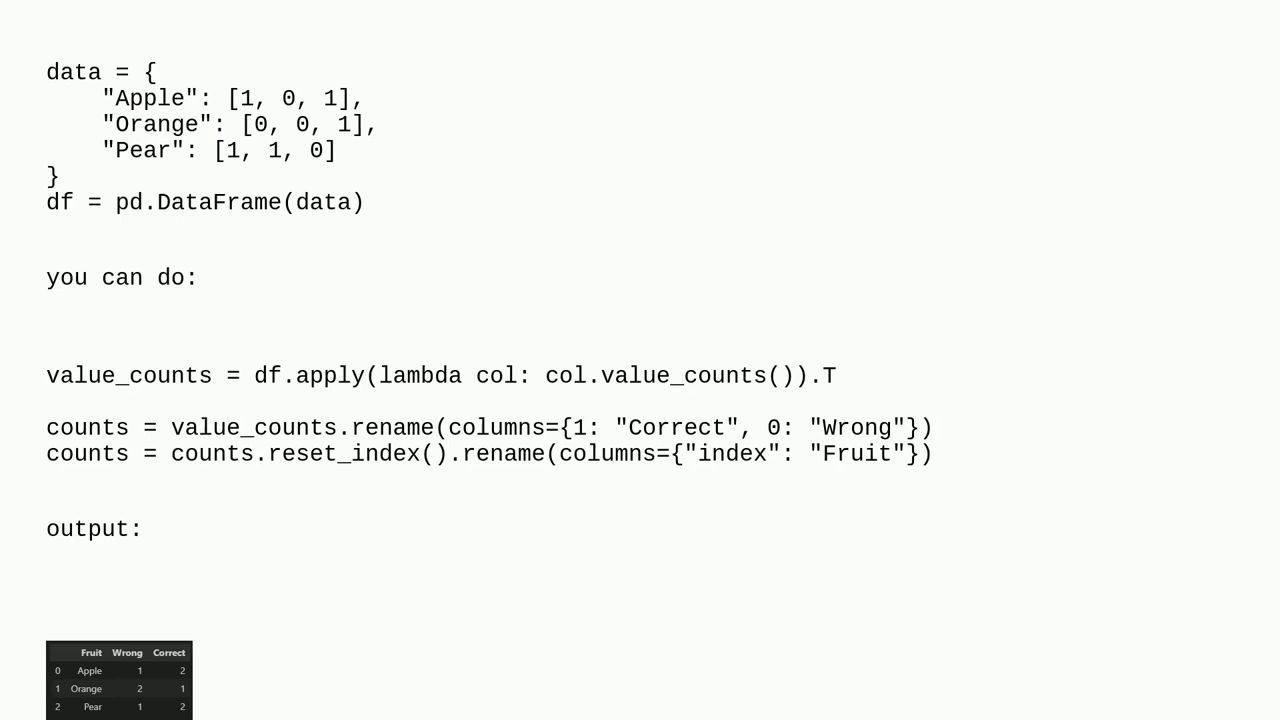 data = {
    "Apple": [1, 0, 1],
    "Orange": [0, 0, 1],
    "Pear": [1, 1, 0]
}
df = pd.DataFrame(data)
you can do:
value_counts = df.apply(lambda col: col.value_counts()).T
counts = value_counts.rename(columns={1: "Correct", 0: "Wrong"})
counts = counts.reset_index().rename(columns={"index": "Fruit"})
output:
Fruit Wrong Correct
0 Apple 1 2
1 Orange 2 1
2 Pear 1 2